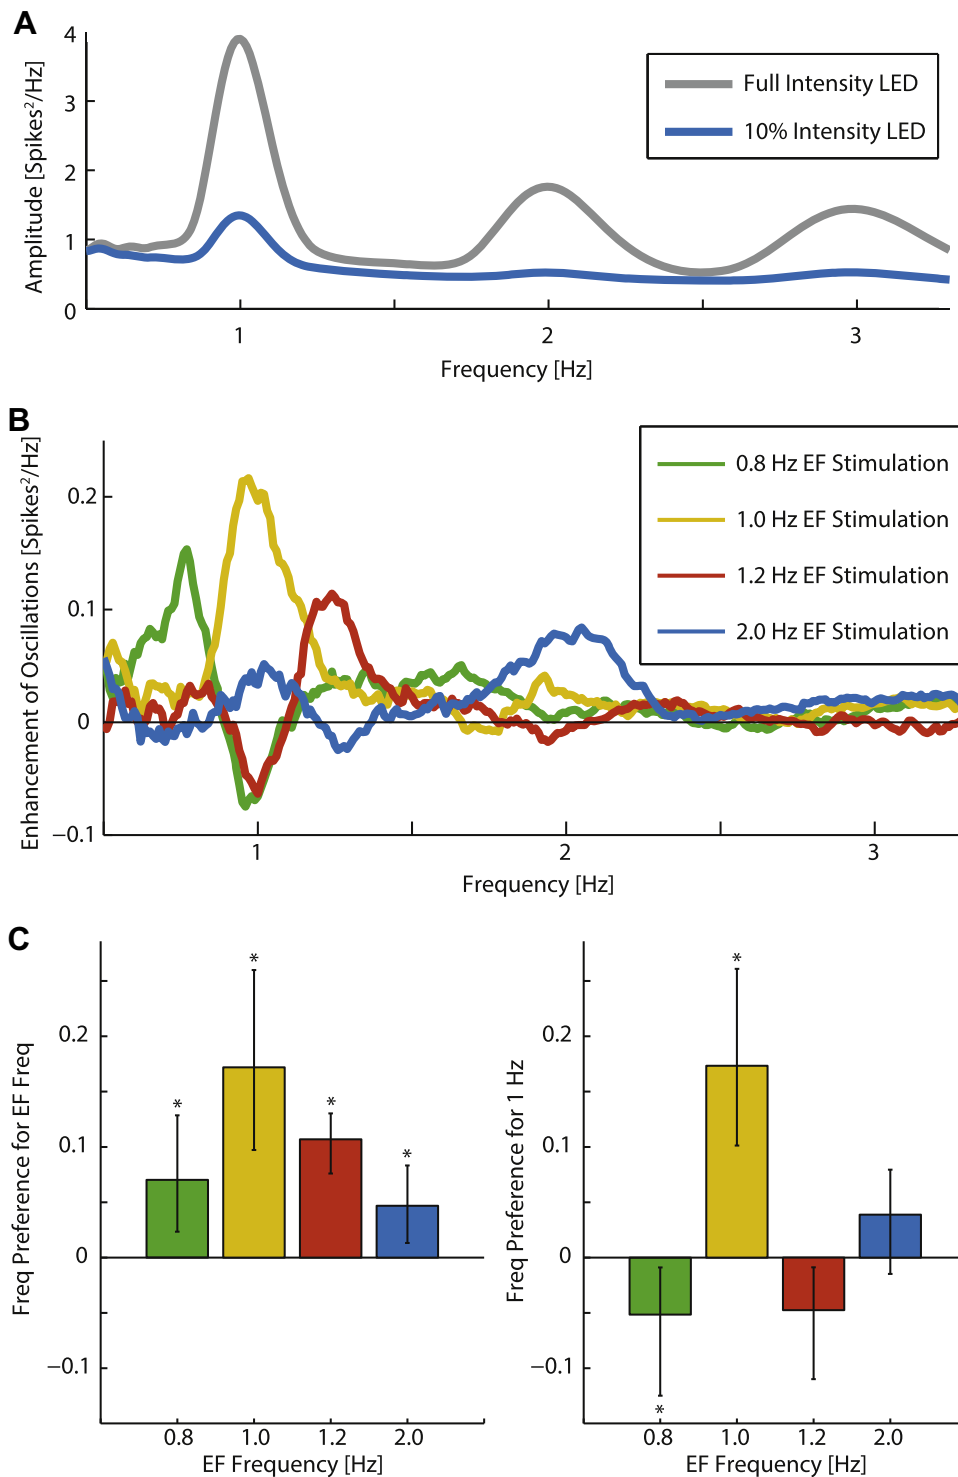 A
Amplitude [Spikes²/Hz]
4
3
2
1
0
Full Intensity LED
10% Intensity LED
1
2
3
Frequency [Hz]
B
Enhancement of Oscillations [Spikes²/Hz]
0.2
0.1
0
−0.1
0.8 Hz EF Stimulation
1.0 Hz EF Stimulation
1.2 Hz EF Stimulation
2.0 Hz EF Stimulation
1
2
3
Frequency [Hz]
C
Freq Preference for EF Freq
0.2
0.1
0
−0.1
*
*
*
*
0.8
1.0
1.2
2.0
EF Frequency [Hz]
Freq Preference for 1 Hz
0.2
0.1
0
−0.1
*
*
0.8
1.0
1.2
2.0
EF Frequency [Hz]